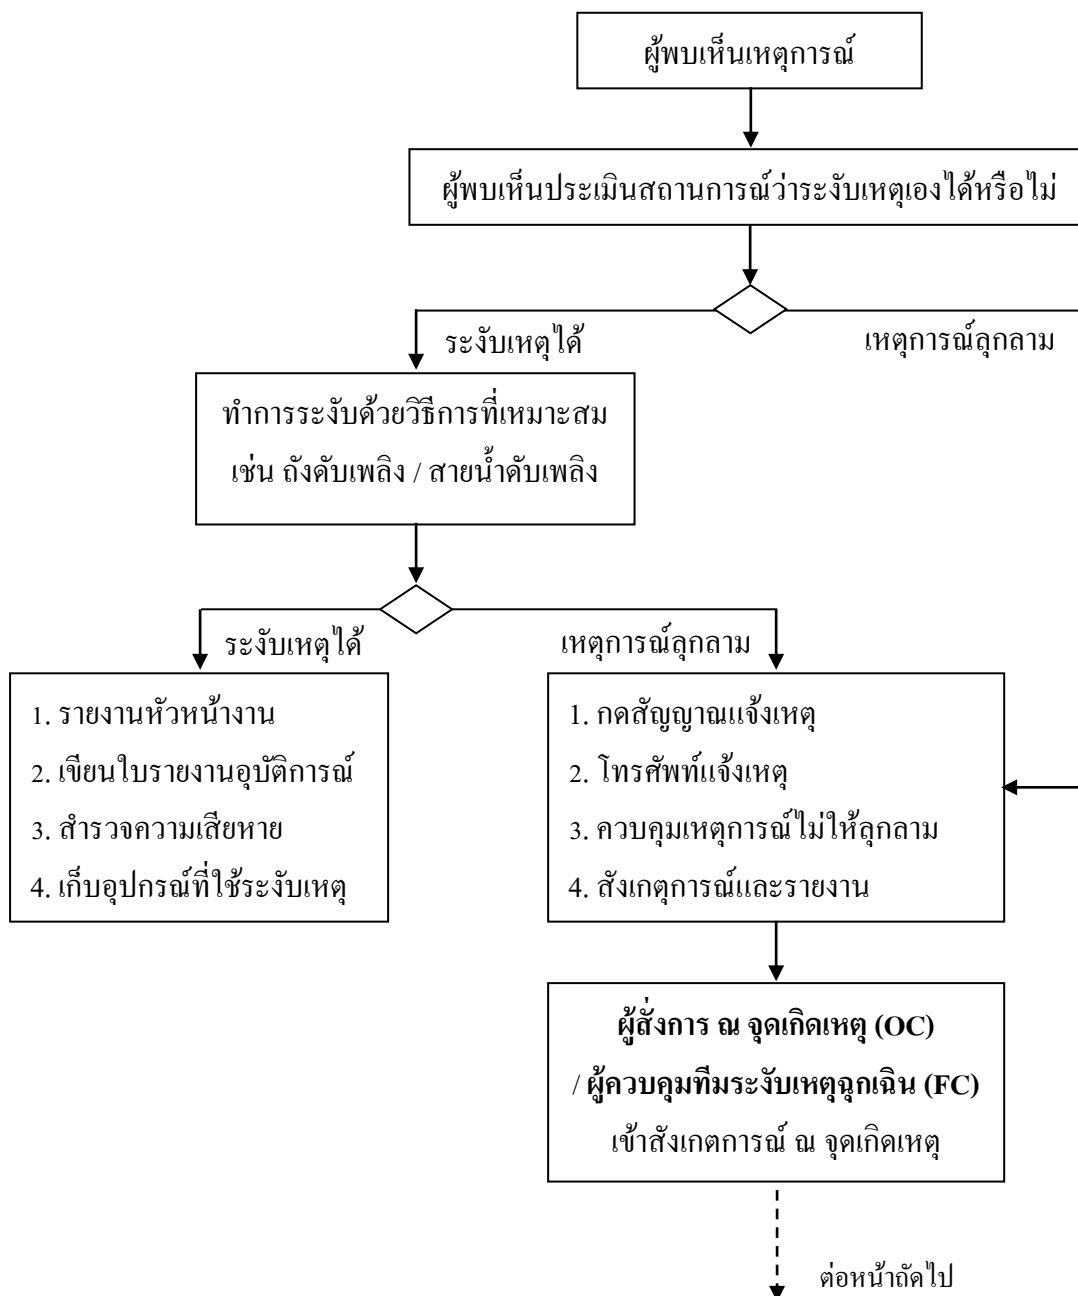 ผู้พบเห็นเหตุการณ์
ผู้พบเห็นประเมินสถานการณ์ว่าระงับเหตุเองได้หรือไม่
ระงับเหตุได้
เหตุการณ์ลุกลาม
ทำการระงับด้วยวิธีการที่เหมาะสม
เช่น ถังดับเพลิง / สายน้ำดับเพลิง
ระงับเหตุได้
เหตุการณ์ลุกลาม
1. รายงานหัวหน้างาน
2. เขียนใบรายงานอุบัติการณ์
3. สำรวจความเสียหาย
4. เก็บอุปกรณ์ที่ใช้ระงับเหตุ
1. กดสัญญาณแจ้งเหตุ
2. โทรศัพท์แจ้งเหตุ
3. ควบคุมเหตุการณ์ไม่ให้ลุกลาม
4. สังเกตุการณ์และรายงาน
ผู้สั่งการ ณ จุดเกิดเหตุ (OC)
/ ผู้ควบคุมทีมระงับเหตุฉุกเฉิน (FC)
เข้าสังเกตการณ์ ณ จุดเกิดเหตุ
ต่อหน้าถัดไป